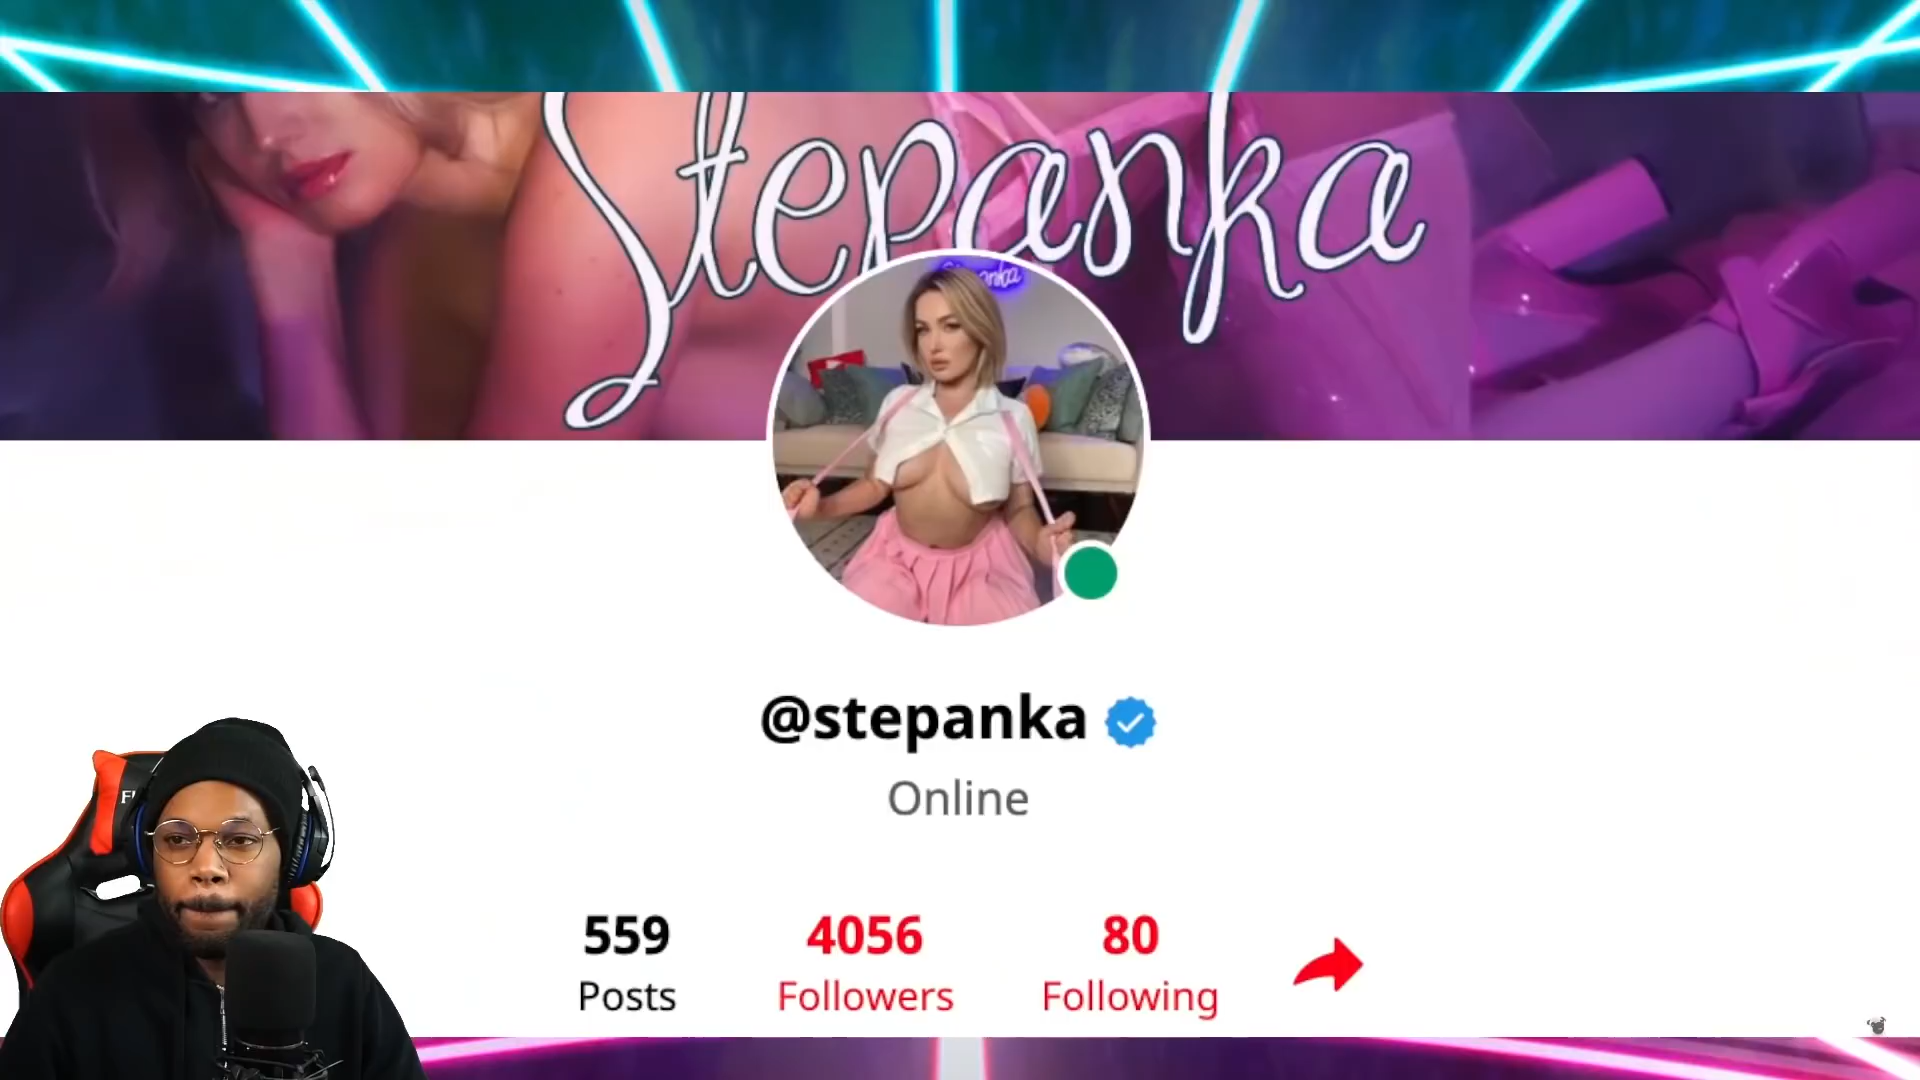 Stepanka
@stepanka
Online
559
Posts
4056
Followers
80
Following